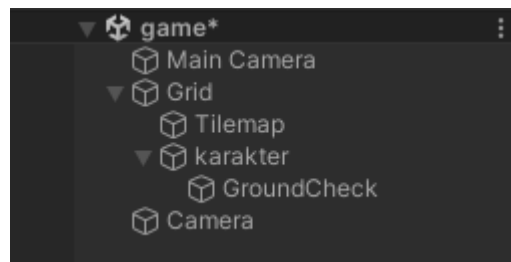 game*
Main Camera
Grid
Tilemap
karakter
GroundCheck
Camera